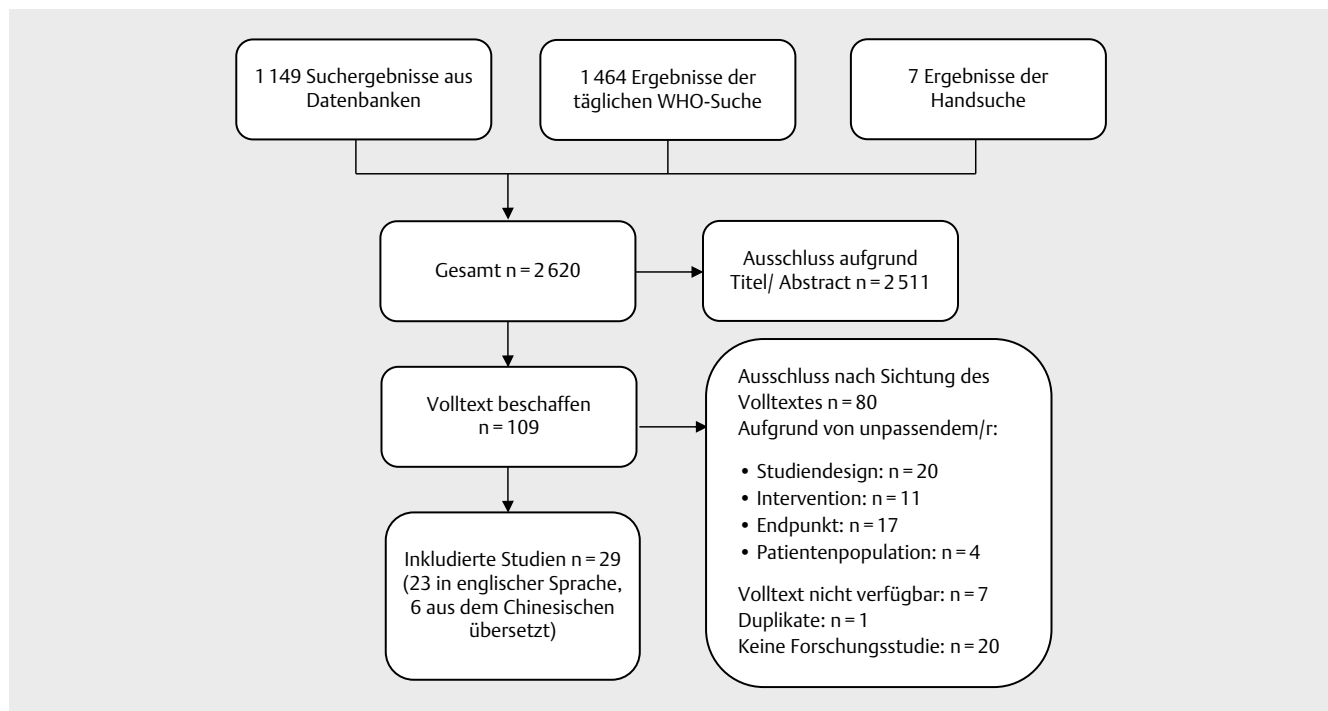 1 149 Suchergebnisse aus
Datenbanken
1 464 Ergebnisse der
täglichen WHO-Suche
7 Ergebnisse der
Handsuche
Gesamt n = 2 620
Ausschluss aufgrund
Titel/ Abstract n = 2 511
Volltext beschaffen
n = 109
Ausschluss nach Sichtung des
Volltextes n = 80
Aufgrund von unpassendem/r:
• Studiendesign: n = 20
• Intervention: n = 11
• Endpunkt: n = 17
• Patientenpopulation: n = 4
Volltext nicht verfügbar: n = 7
Duplikate: n = 1
Keine Forschungsstudie: n = 20
Inkludierte Studien n = 29
(23 in englischer Sprache,
6 aus dem Chinesischen
übersetzt)